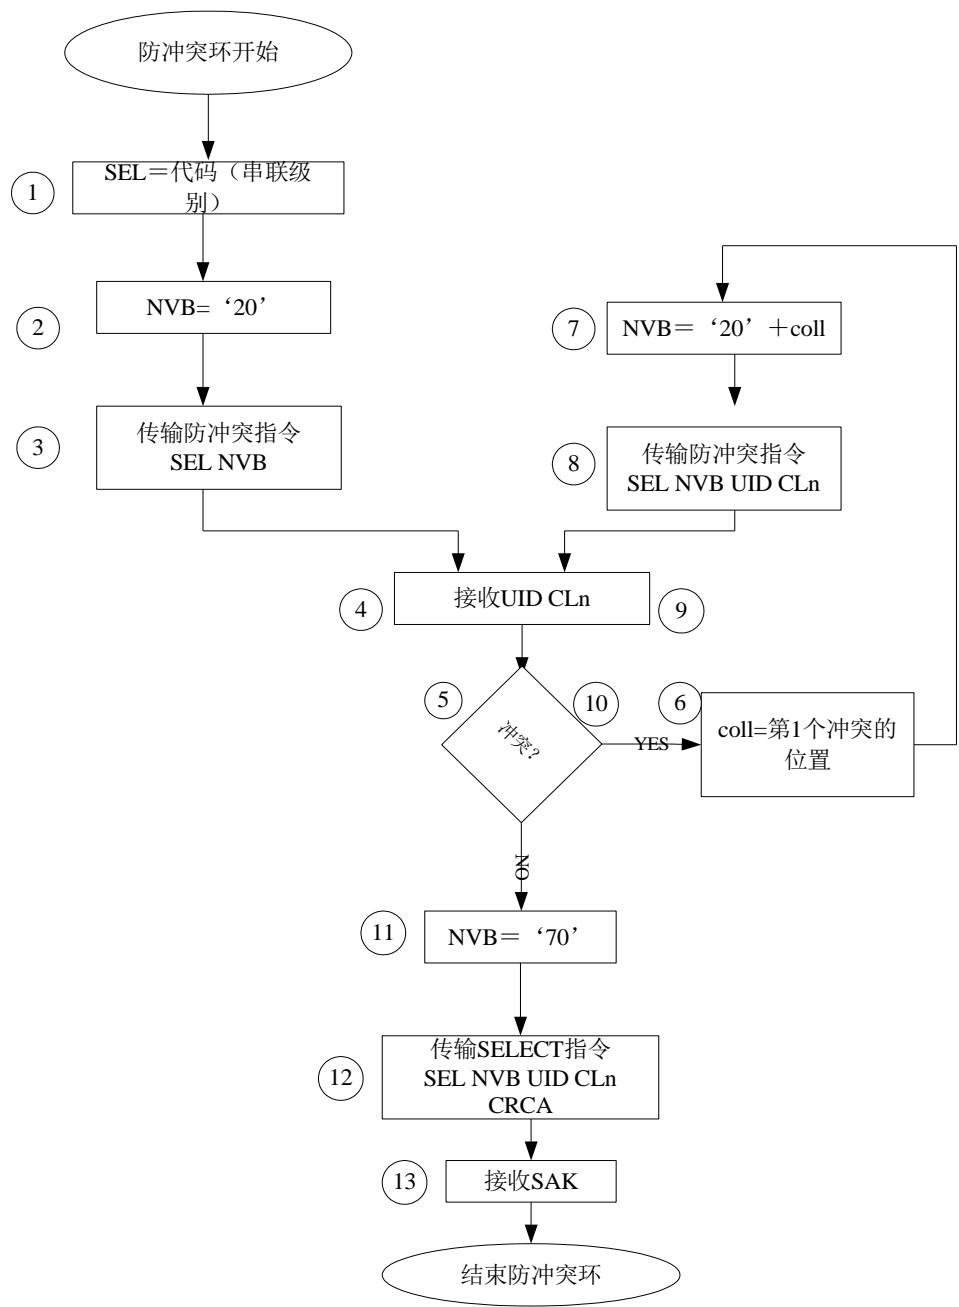 防冲突环开始
1
SEL＝代码（串联级
别）
2
NVB=‘20’
3
传输防冲突指令
SEL NVB
7
NVB＝‘20’＋coll
8
传输防冲突指令
SEL NVB UID CLn
4
接收UID CLn
9
5
冲突?
10
YES
6
coll=第1个冲突的
位置
NO
11
NVB＝‘70’
12
传输SELECT指令
SEL NVB UID CLn
CRCA
13
接收SAK
结束防冲突环